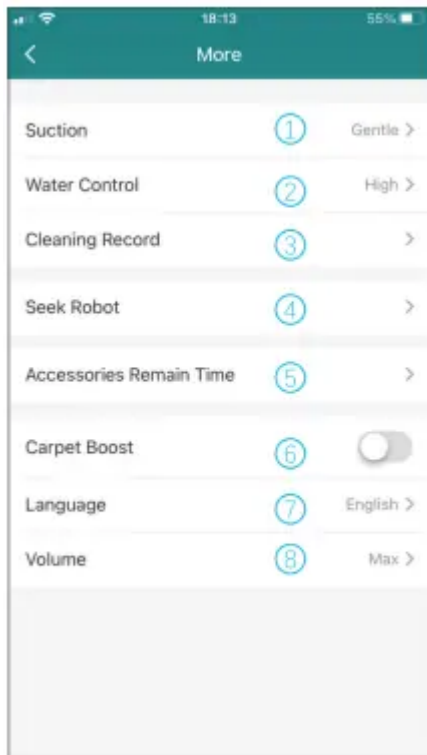 18:13 55%
More
Suction ① Gentle
Water Control ② High
Cleaning Record ③
Seek Robot ④
Accessories Remain Time ⑤
Carpet Boost ⑥
Language ⑦ English
Volume ⑧ Max